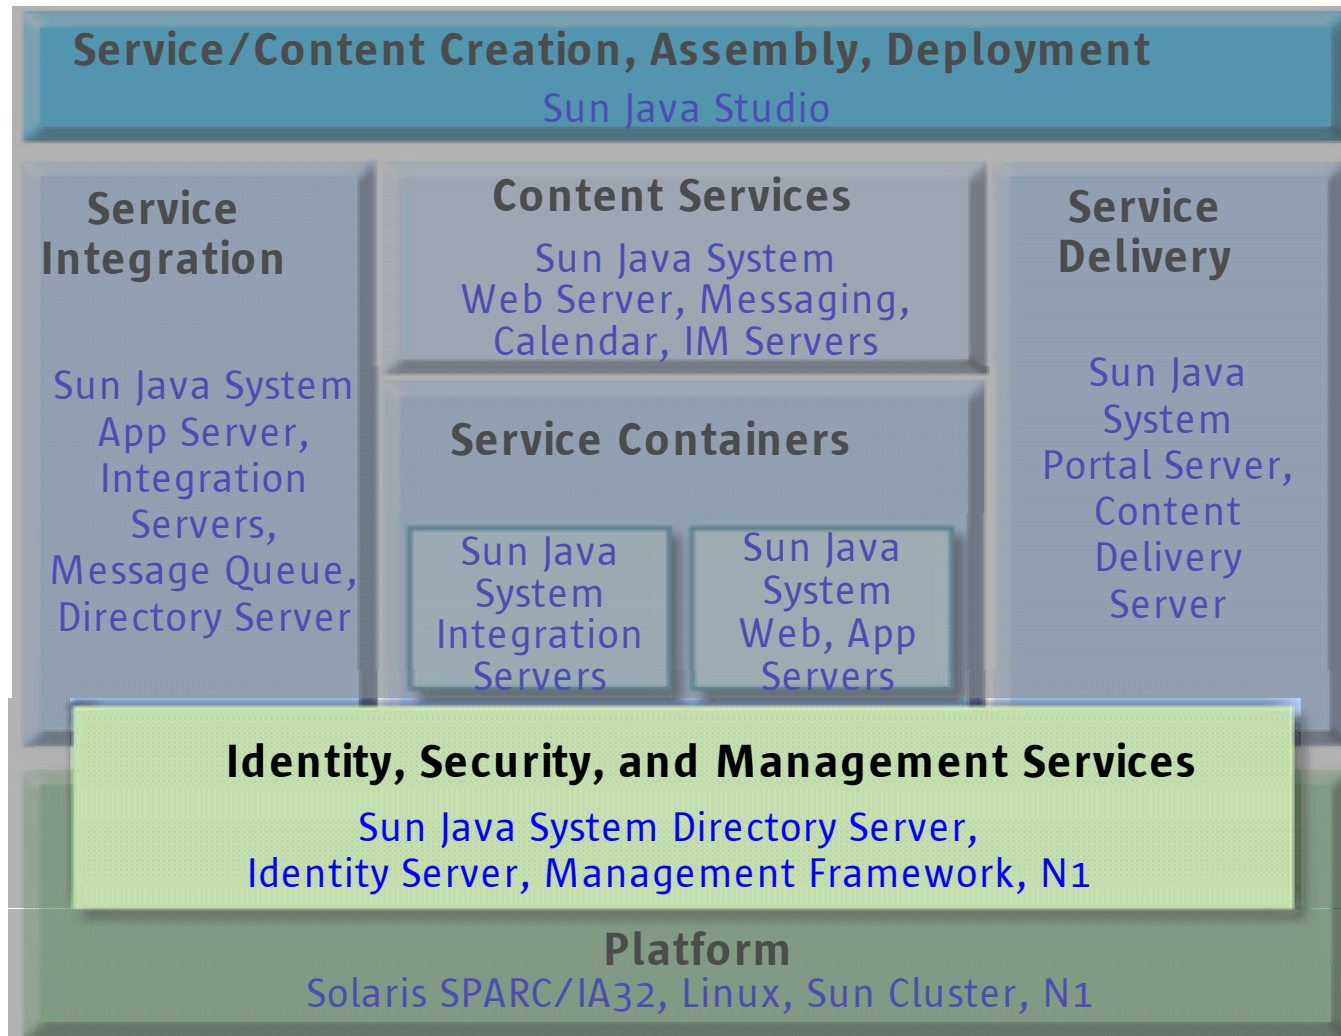 Service/Content Creation, Assembly, Deployment
Sun Java Studio
Service
Integration
Sun Java System
App Server,
Integration
Servers,
Message Queue,
Directory Server
Content Services
Sun Java System
Web Server, Messaging,
Calendar, IM Servers
Service Containers
Sun Java
System
Integration
Servers
Sun Java
System
Web, App
Servers
Service
Delivery
Sun Java
System
Portal Server,
Content
Delivery
Server
Identity, Security, and Management Services
Sun Java System Directory Server,
Identity Server, Management Framework, N1
Platform
Solaris SPARC/IA32, Linux, Sun Cluster, N1